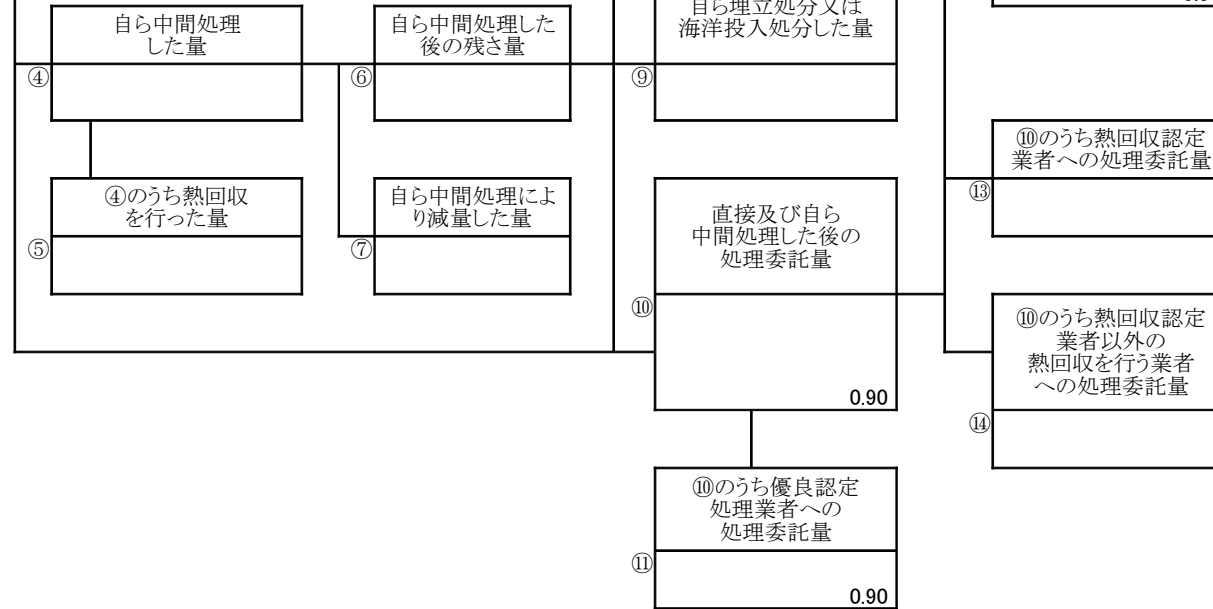 自ら中間処理
した量
④
自ら中間処理した
後の残さ量
⑥
自ら埋立処分又は
海洋投入処分した量
⑨
④のうち熱回収
を行った量
⑤
自ら中間処理によ
り減量した量
⑦
直接及び自ら
中間処理した後の
処理委託量
⑩
0.90
⑩のうち熱回収認定
業者への処理委託量
⑬
⑩のうち熱回収認定
業者以外の
熱回収を行う業者
への処理委託量
⑭
⑩のうち優良認定
処理業者への
処理委託量
⑪
0.90